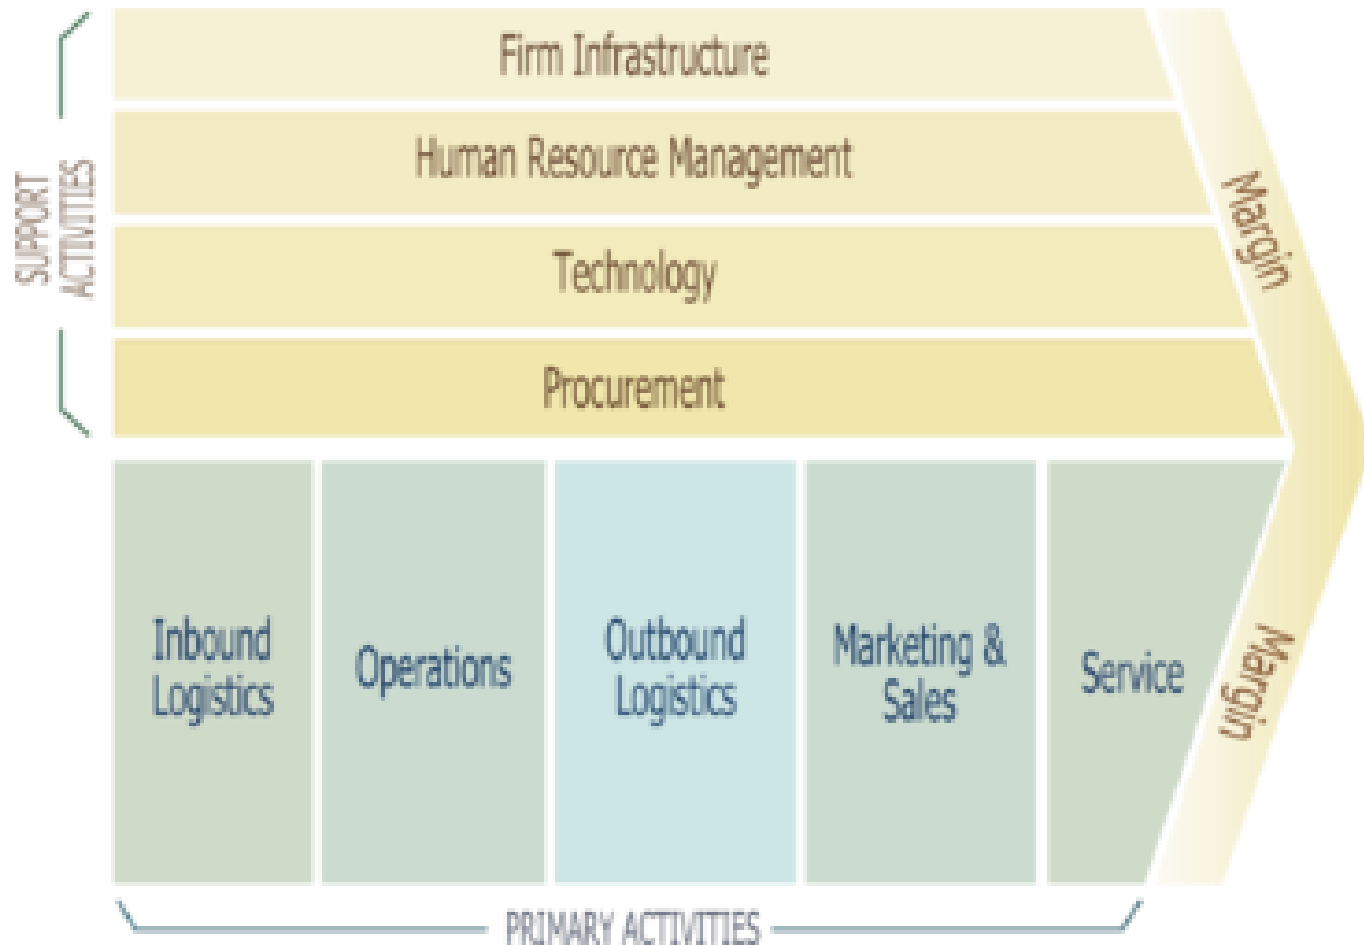 Firm Infrastructure
Human Resource Management
Technology
Procurement
SUPPORT
ACTIVITIES
Margin
Inbound
Logistics
Operations
Outbound
Logistics
Marketing &
Sales
Service
Margin
PRIMARY ACTIVITIES